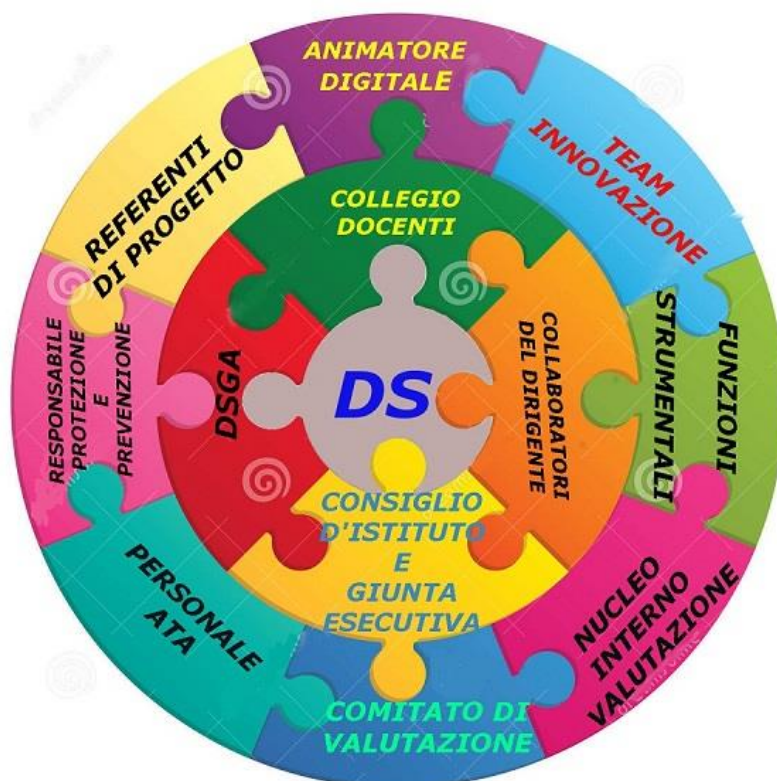 ANIMATORE
DIGITALE
TEAM
INNOVAZIONE
REFERENTI
DI PROGETTO
COLLEGIO
DOCENTI
FUNZIONI
STRUMENTALI
COLLABORATORI
DEL DIRIGENTE
DS
DSGA
RESPONSABILE
PROTEZIONE
E
PREVENZIONE
CONSIGLIO
D'ISTITUTO
E
GIUNTA
ESECUTIVA
PERSONALE
ATA
NUCLEO
INTERNO
VALUTAZIONE
COMITATO DI
VALUTAZIONE